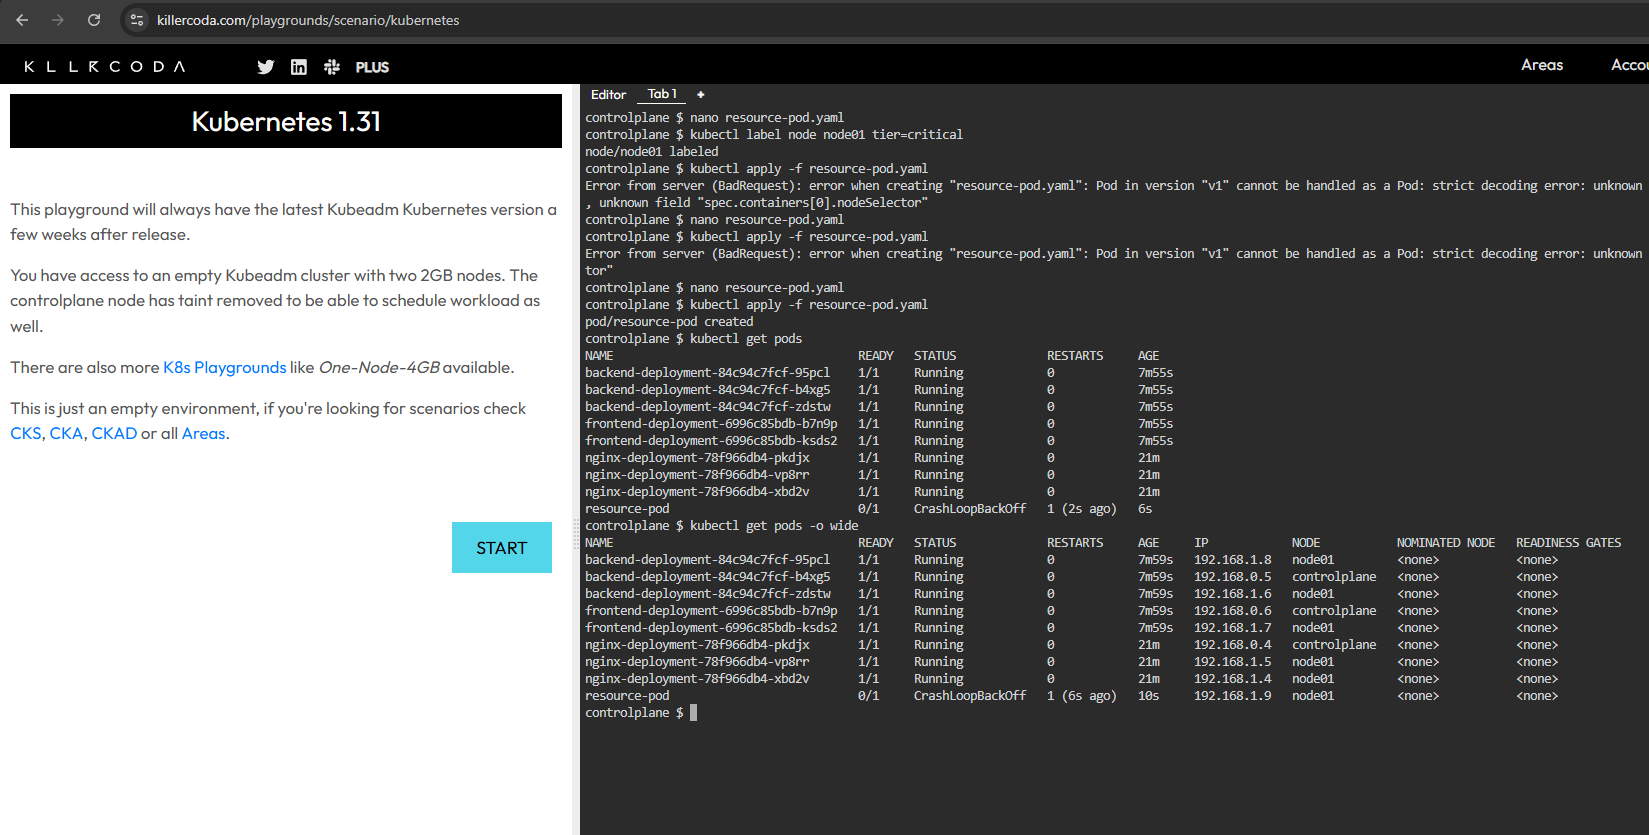 killercoda.com/playgrounds/scenario/kubernetes
KLLRCODA
PLUS
Areas
Accou
Kubernetes 1.31
This playground will always have the latest Kubeadm Kubernetes version a
few weeks after release.
You have access to an empty Kubeadm cluster with two 2GB nodes. The
controlplane node has taint removed to be able to schedule workload as
well.
There are also more K8s Playgrounds like One-Node-4GB available.
This is just an empty environment, if you're looking for scenarios check
CKS, CKA, CKAD or all Areas.
START
Editor Tab 1 +
controlplane $ nano resource-pod.yaml
controlplane $ kubectl label node node01 tier=critical
node/node01 labeled
controlplane $ kubectl apply -f resource-pod.yaml
Error from server (BadRequest): error when creating "resource-pod.yaml": Pod in version "v1" cannot be handled as a Pod: strict decoding error: unknown
, unknown field "spec.containers[0].nodeSelector"
controlplane $ nano resource-pod.yaml
controlplane $ kubectl apply -f resource-pod.yaml
Error from server (BadRequest): error when creating "resource-pod.yaml": Pod in version "v1" cannot be handled as a Pod: strict decoding error: unknown
tor"
controlplane $ nano resource-pod.yaml
controlplane $ kubectl apply -f resource-pod.yaml
pod/resource-pod created
controlplane $ kubectl get pods
NAME READY STATUS RESTARTS AGE
backend-deployment-84c94c7fcf-95pcl 1/1 Running 0 7m55s
backend-deployment-84c94c7fcf-b4xg5 1/1 Running 0 7m55s
backend-deployment-84c94c7fcf-zdstw 1/1 Running 0 7m55s
frontend-deployment-6996c85bdb-b7n9p 1/1 Running 0 7m55s
frontend-deployment-6996c85bdb-ksds2 1/1 Running 0 7m55s
nginx-deployment-78f966db4-pkdjx 1/1 Running 0 21m
nginx-deployment-78f966db4-vp8rr 1/1 Running 0 21m
nginx-deployment-78f966db4-xbd2v 1/1 Running 0 21m
resource-pod 0/1 CrashLoopBackOff 1 (2s ago) 6s
controlplane $ kubectl get pods -o wide
NAME READY STATUS RESTARTS AGE IP NODE NOMINATED NODE READINESS GATES
backend-deployment-84c94c7fcf-95pcl 1/1 Running 0 7m59s 192.168.1.8 node01 <none> <none>
backend-deployment-84c94c7fcf-b4xg5 1/1 Running 0 7m59s 192.168.0.5 controlplane <none> <none>
backend-deployment-84c94c7fcf-zdstw 1/1 Running 0 7m59s 192.168.1.6 node01 <none> <none>
frontend-deployment-6996c85bdb-b7n9p 1/1 Running 0 7m59s 192.168.0.6 controlplane <none> <none>
frontend-deployment-6996c85bdb-ksds2 1/1 Running 0 7m59s 192.168.1.7 node01 <none> <none>
nginx-deployment-78f966db4-pkdjx 1/1 Running 0 21m 192.168.0.4 controlplane <none> <none>
nginx-deployment-78f966db4-vp8rr 1/1 Running 0 21m 192.168.1.5 node01 <none> <none>
nginx-deployment-78f966db4-xbd2v 1/1 Running 0 21m 192.168.1.4 node01 <none> <none>
resource-pod 0/1 CrashLoopBackOff 1 (6s ago) 10s 192.168.1.9 node01 <none> <none>
controlplane $